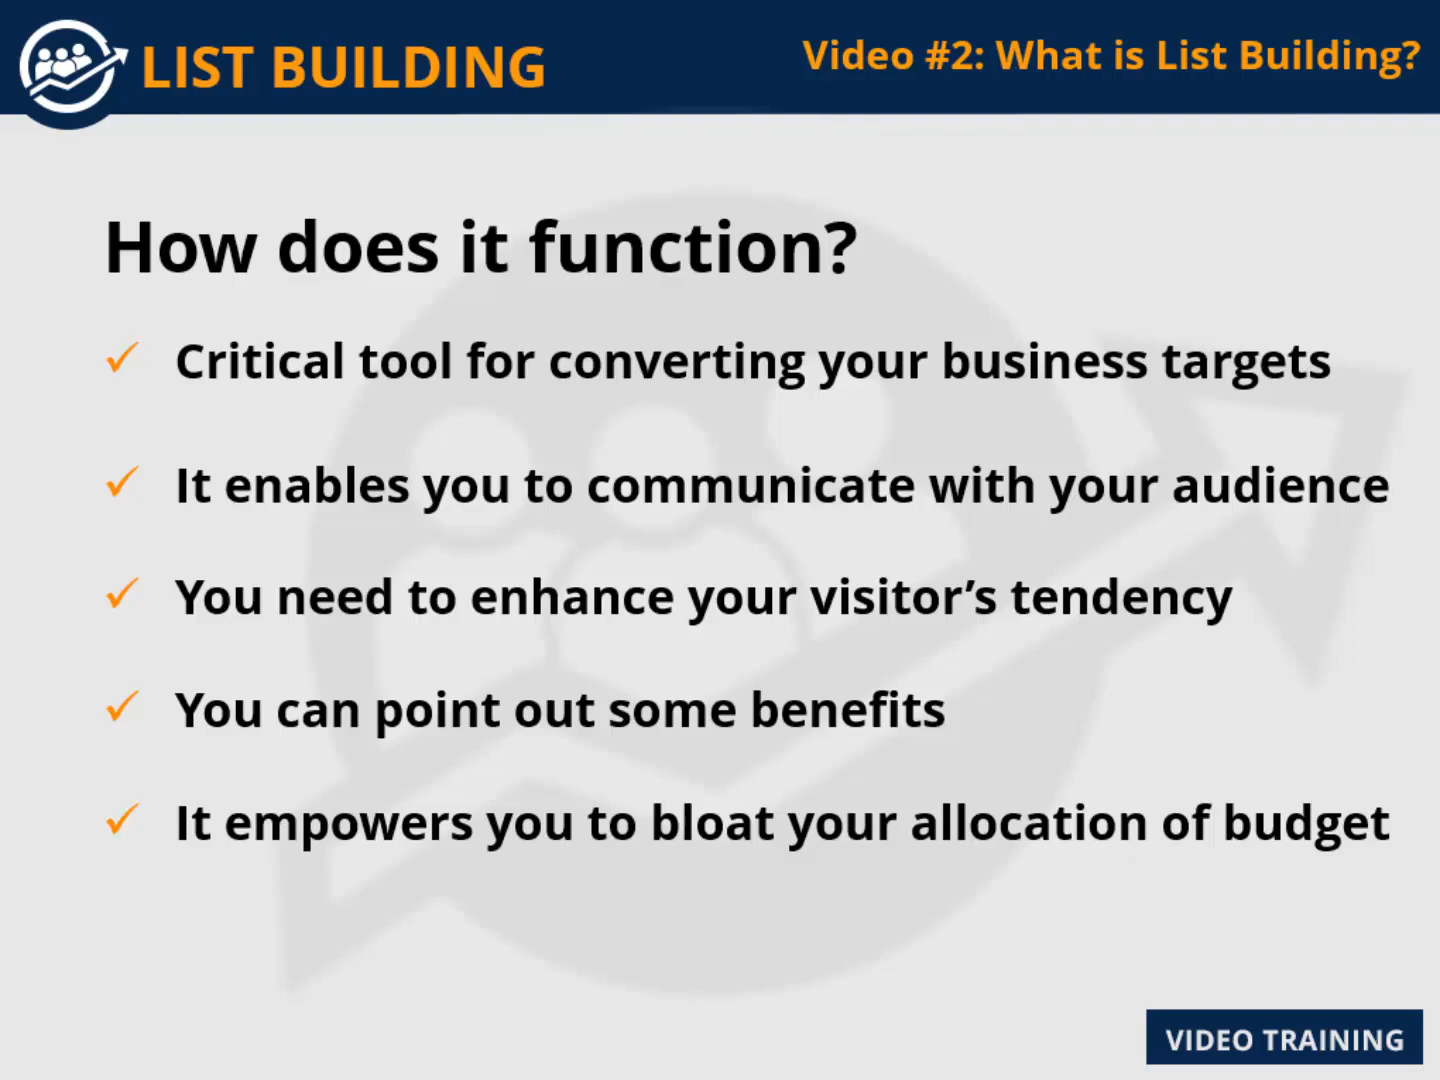 LIST BUILDING
Video #2: What is List Building?
How does it function?
✓ Critical tool for converting your business targets
✓ It enables you to communicate with your audience
✓ You need to enhance your visitor’s tendency
✓ You can point out some benefits
✓ It empowers you to bloat your allocation of budget
VIDEO TRAINING